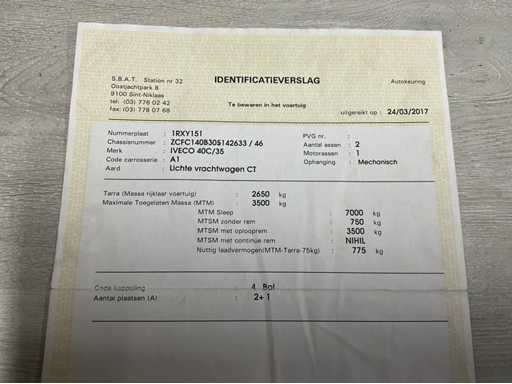 S.B.A.T. Station nr 32
IDENTIFICATIEVERSLAG
Autokeuring
Oostjachtpark 8
9100 Sint-Niklaas
tel. (03) 776 02 42
fax: (03) 778 07 68
Te bewaren in het voertuig
uitgereikt op : 24/03/2017
Nummerplaat : 1RXY151
PVG nr. :
Chassisnummer : ZCFC140B30S142633 / 46
Aantal assen : 2
Merk : IVECO 40C/35
Motorassen : 1
Code carrosserie : A1
Ophanging : Mechanisch
Aard : Lichte vrachtwagen CT
Tarra (Massa rijklaar voertuig) : 2650 kg
Maximale Toegelaten Massa (MTM) : 3500 kg
MTM Sleep : 7000 kg
MTSM zonder rem : 750 kg
MTSM met oplooprem : 3500 kg
MTSM met continue rem : NIHIL
Nuttig laadvermogen(MTM-Tarra-75kg) : 775 kg
Code koppeling : 4 Bol
Aantal plaatsen (A) : 2+ 1